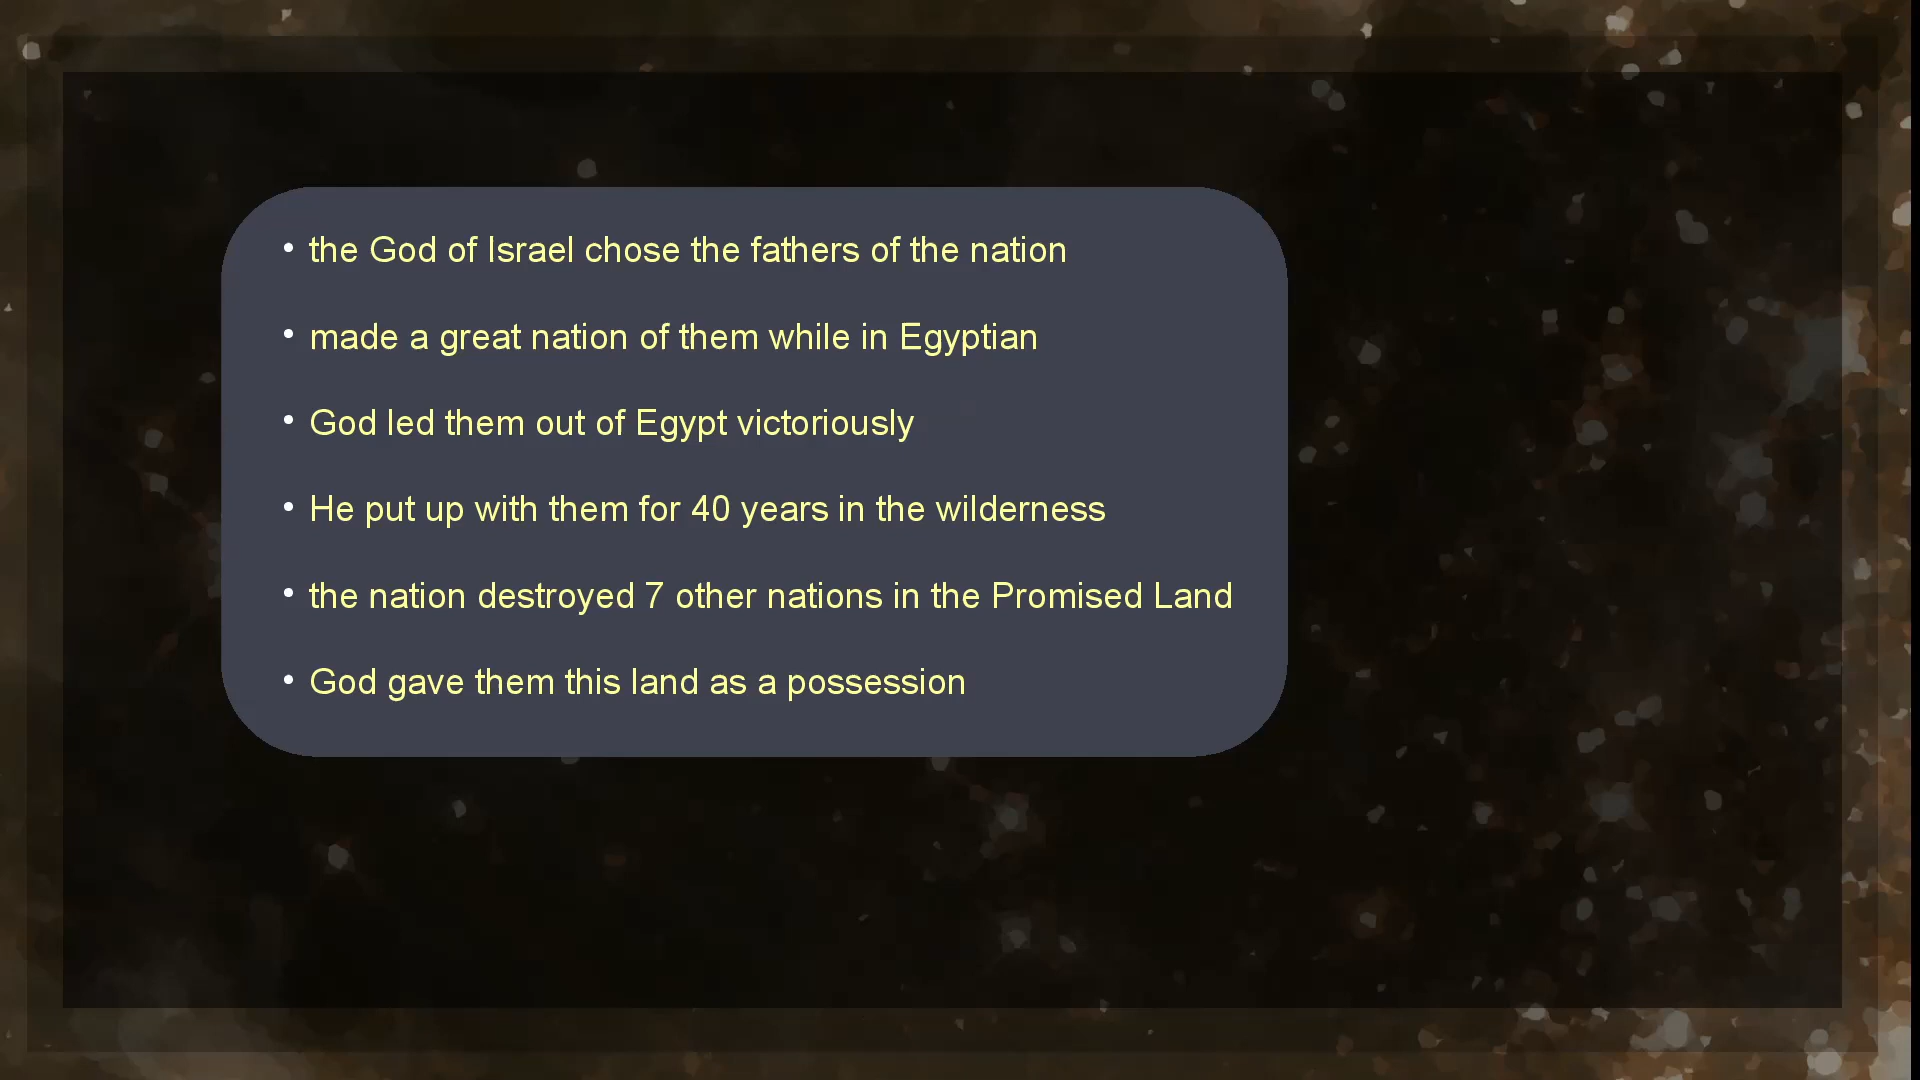 • the God of Israel chose the fathers of the nation
• made a great nation of them while in Egyptian
• God led them out of Egypt victoriously
• He put up with them for 40 years in the wilderness
• the nation destroyed 7 other nations in the Promised Land
• God gave them this land as a possession